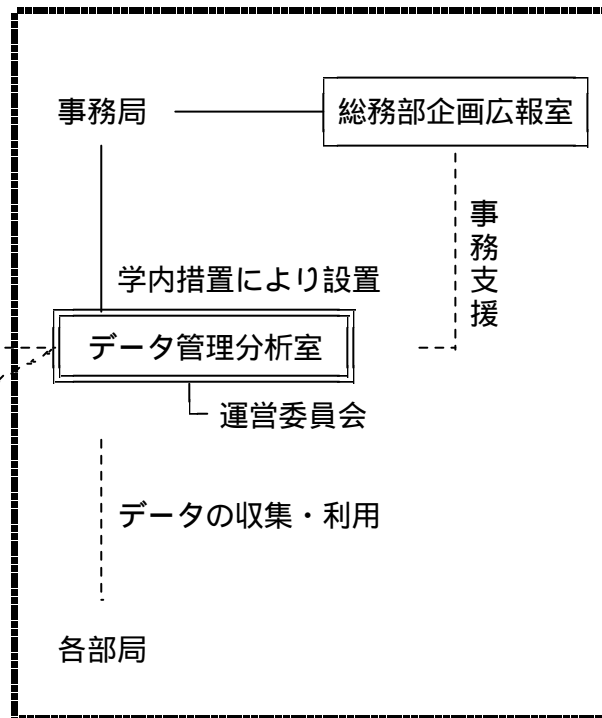 事務局
総務部企画広報室
事務支援
学内措置により設置
データ管理分析室
運営委員会
データの収集・利用
各部局